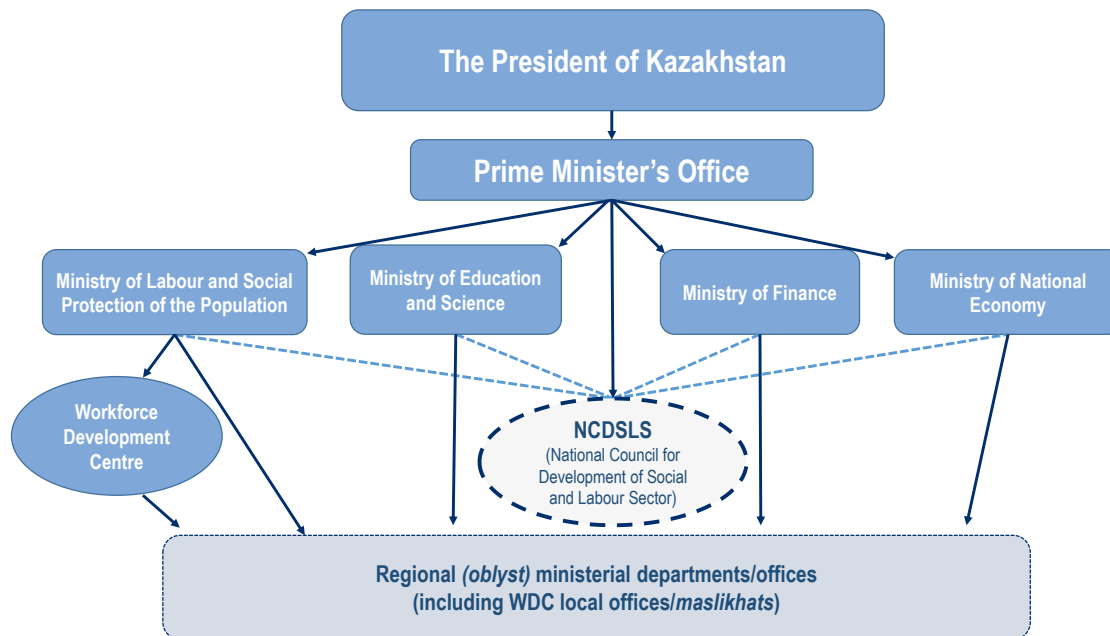 The President of Kazakhstan
Prime Minister’s Office
Ministry of Labour and Social
Protection of the Population
Ministry of Education
and Science
Ministry of Finance
Ministry of National
Economy
Workforce
Development
Centre
NCDSLS
(National Council for
Development of Social
and Labour Sector)
Regional (oblyst) ministerial departments/offices
(including WDC local offices/maslikhats)